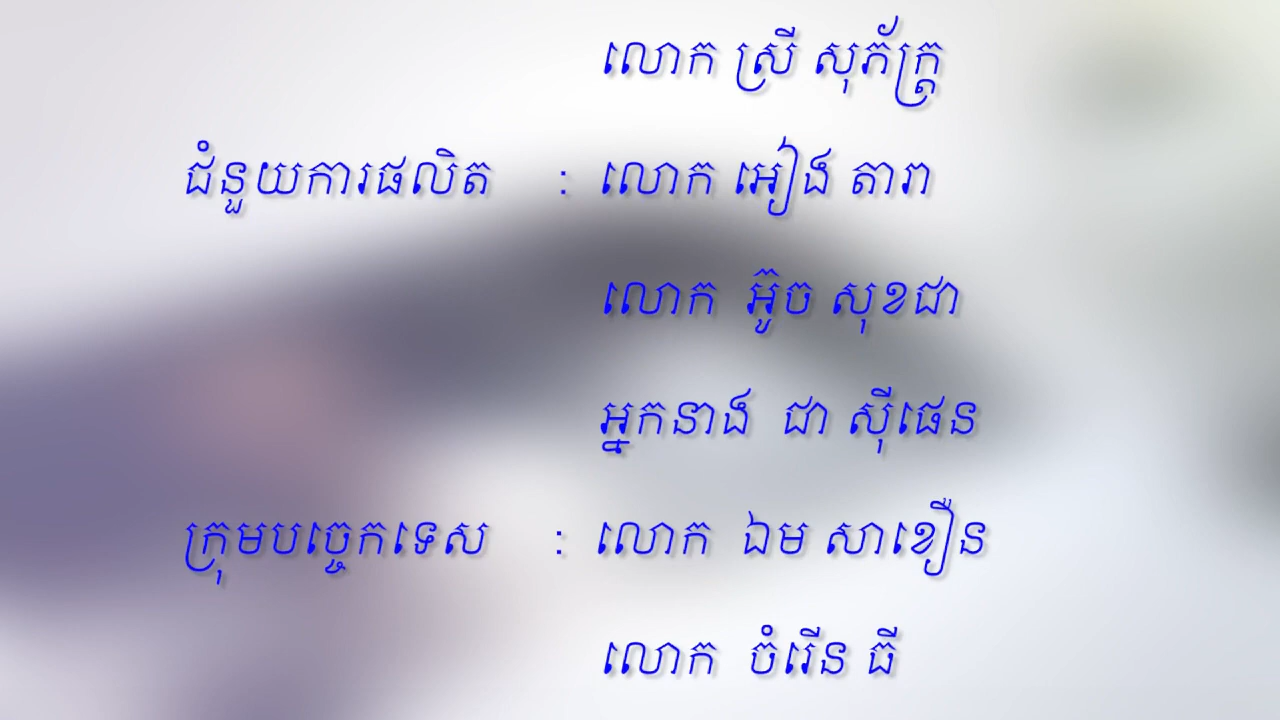 លោក ស្រី សុភ័ក្ត្រ
ជំនួយការផលិត : លោក អៀង តារា
លោក អ៊ូច សុខជា
អ្នកនាង ជា ស៊ីផេន
ក្រុមបច្ចេកទេស : លោក ឯម សាខឿន
លោក ចំរើន ធី